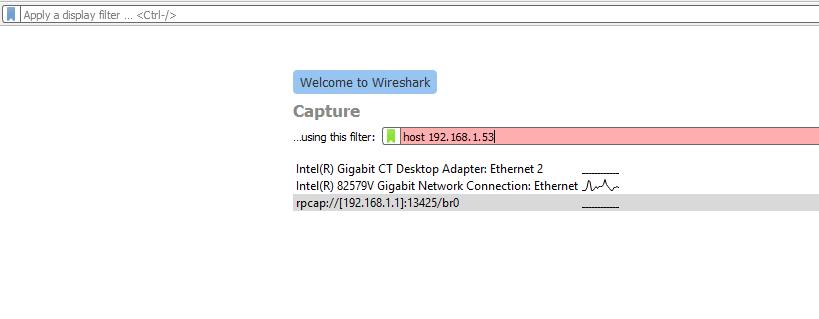 Apply a display filter ... <Ctrl-/>
Welcome to Wireshark
Capture
...using this filter: host 192.168.1.53
Intel(R) Gigabit CT Desktop Adapter: Ethernet 2
Intel(R) 82579V Gigabit Network Connection: Ethernet
rpcap://[192.168.1.1]:13425/br0